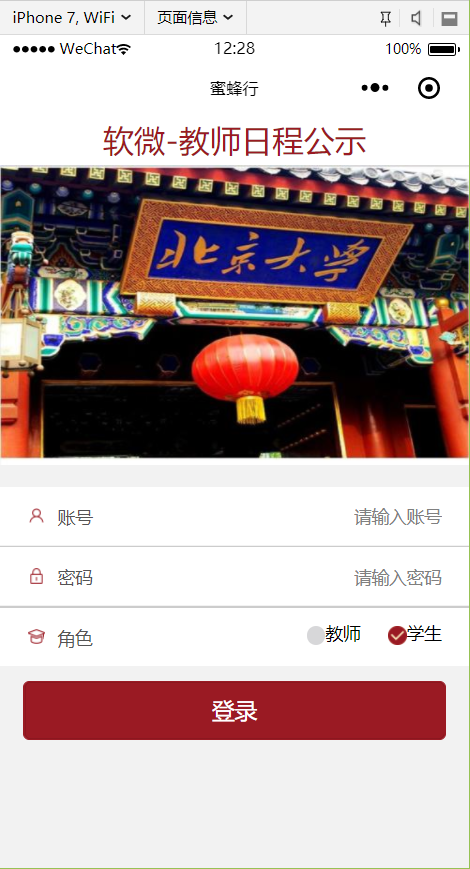 iPhone 7, WiFi 页面信息
WeChat 12:28 100%
蜜蜂行
软微-教师日程公示
北京大学
账号 请输入账号
密码 请输入密码
角色 教师 学生
登录